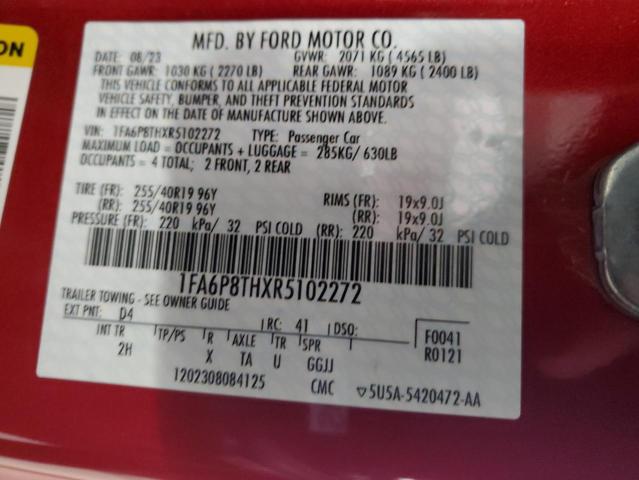 ON
MFD. BY FORD MOTOR CO.
DATE: 08/23 GVWR: 2071 KG ( 4565 LB)
FRONT GAWR: 1030 KG ( 2270 LB) REAR GAWR: 1089 KG ( 2400 LB)
THIS VEHICLE CONFORMS TO ALL APPLICABLE FEDERAL MOTOR
VEHICLE SAFETY, BUMPER, AND THEFT PREVENTION STANDARDS
IN EFFECT ON THE DATE OF MANUFACTURE SHOWN ABOVE.
VIN: 1FA6P8THXR5102272 TYPE: Passenger Car
MAXIMUM LOAD = OCCUPANTS + LUGGAGE = 285KG/ 630LB
OCCUPANTS = 4 TOTAL; 2 FRONT, 2 REAR
TIRE (FR): 255/40R19 96Y RIMS (FR): 19x9.0J
(RR): 255/40R19 96Y (RR): 19x9.0J
PRESSURE (FR): 220 kPa/ 32 PSI COLD (RR): 220 kPa/ 32 PSI COLD
1FA6P8THXR5102272
TRAILER TOWING - SEE OWNER GUIDE
EXT PNT: D4 RC: 41 DSO: F0041
INT TR TP/PS R AXLE TR SPR R0121
2H X TA U GGJJ
1202308084125 CMC ▽5U5A-5420472-AA